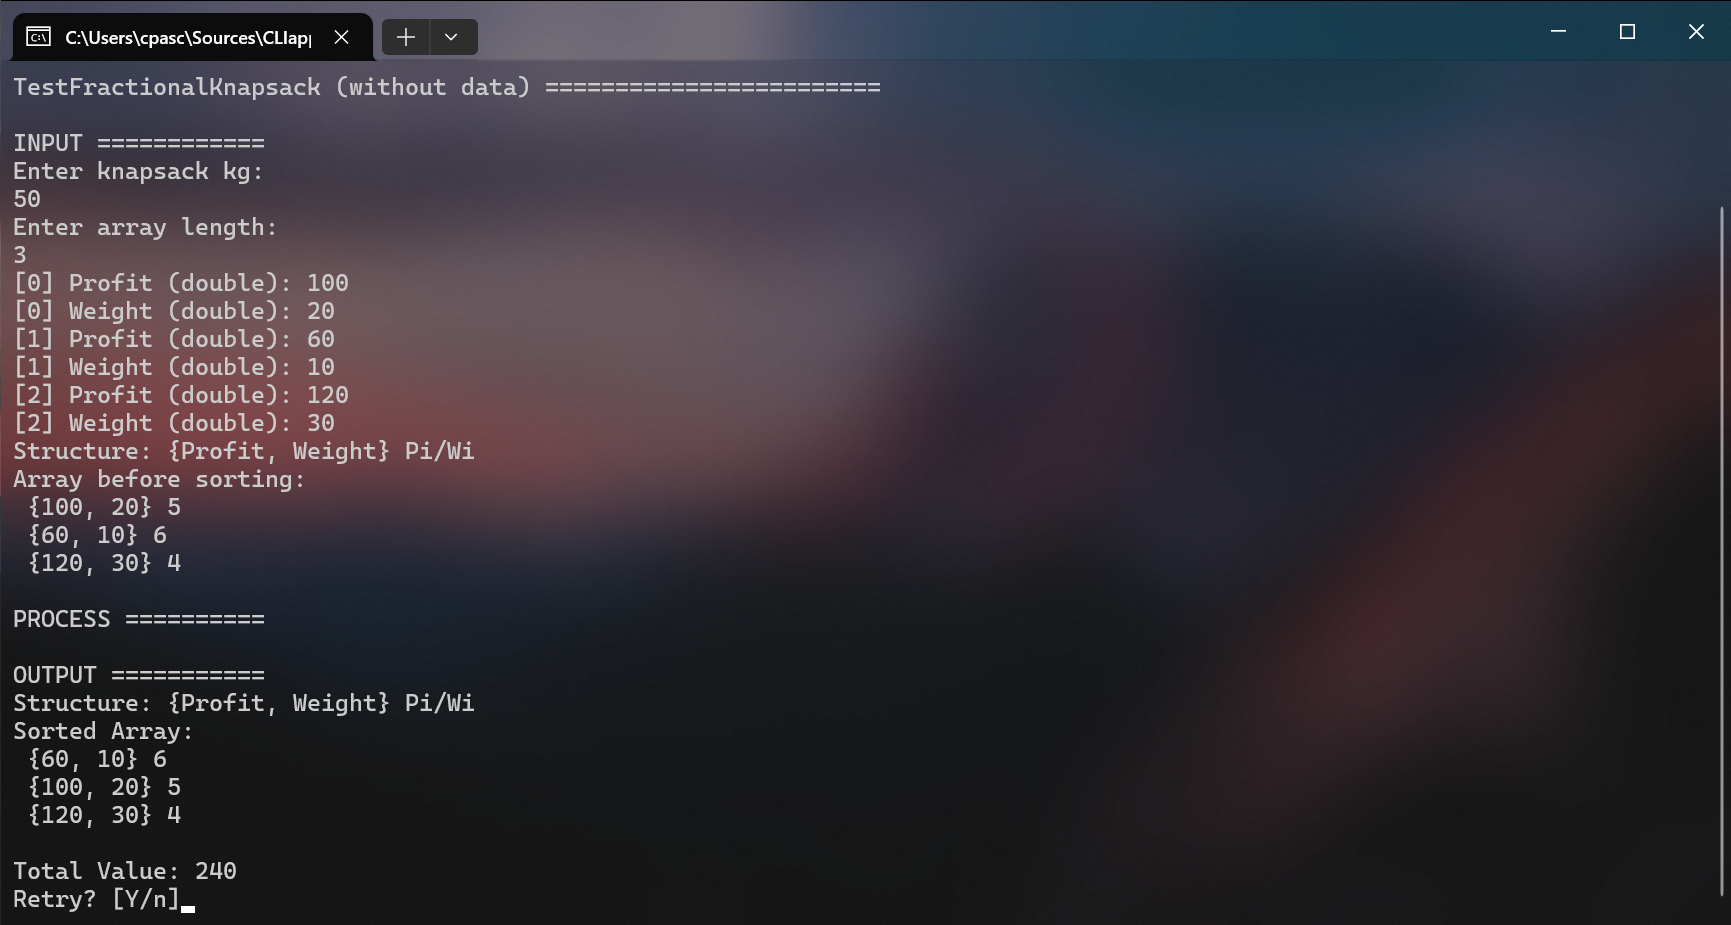 C:\Users\cpasc\Sources\CLIapp
TestFractionalKnapsack (without data) ========================

INPUT ============
Enter knapsack kg:
50
Enter array length:
3
[0] Profit (double): 100
[0] Weight (double): 20
[1] Profit (double): 60
[1] Weight (double): 10
[2] Profit (double): 120
[2] Weight (double): 30
Structure: {Profit, Weight} Pi/Wi
Array before sorting:
{100, 20} 5
{60, 10} 6
{120, 30} 4

PROCESS ==========

OUTPUT ===========
Structure: {Profit, Weight} Pi/Wi
Sorted Array:
{60, 10} 6
{100, 20} 5
{120, 30} 4

Total Value: 240
Retry? [Y/n]